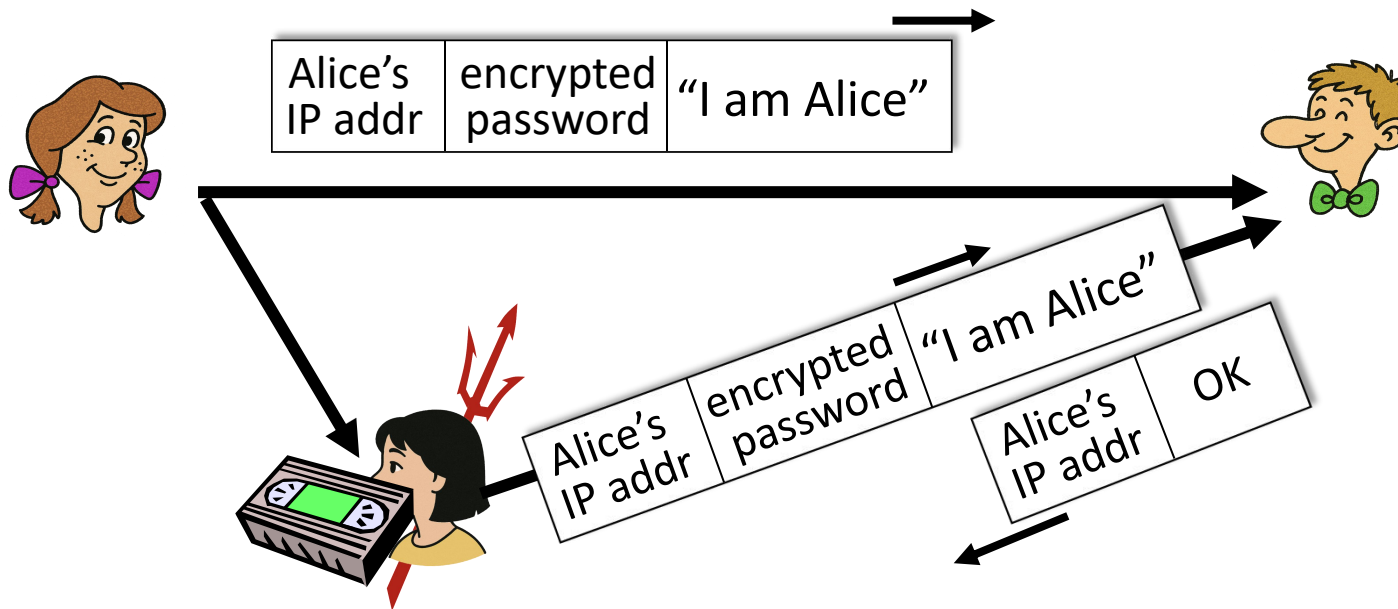 Alice’s
IP addr
encrypted
password
“I am Alice”
Alice’s
IP addr
encrypted
password
“I am Alice”
Alice’s
IP addr
OK